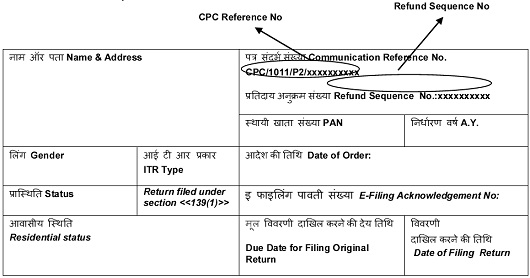 Refund Sequence No
CPC Reference No
नाम और पता Name & Address
पत्र संदर्भ संख्या Communication Reference No.
CPC/1011/P2/xxxxxxxxxx
प्रतिदाय अनुक्रम संख्या Refund Sequence No.:xxxxxxxxxx
स्थायी खाता संख्या PAN
निर्धारण वर्ष A.Y.
लिंग Gender
आई टी आर प्रकार
ITR Type
आदेश की तिथि Date of Order:
प्रास्थिति Status
Return filed under
section <<139(1)>>
इ फाइलिंग पावती संख्या E-Filing Acknowledgement No:
आवासीय स्थिति
Residential status
मूल विवरणी दाखिल करने की देय तिथि
Due Date for Filing Original
Return
विवरणी
दाखिल करने की तिथि
Date of Filing Return